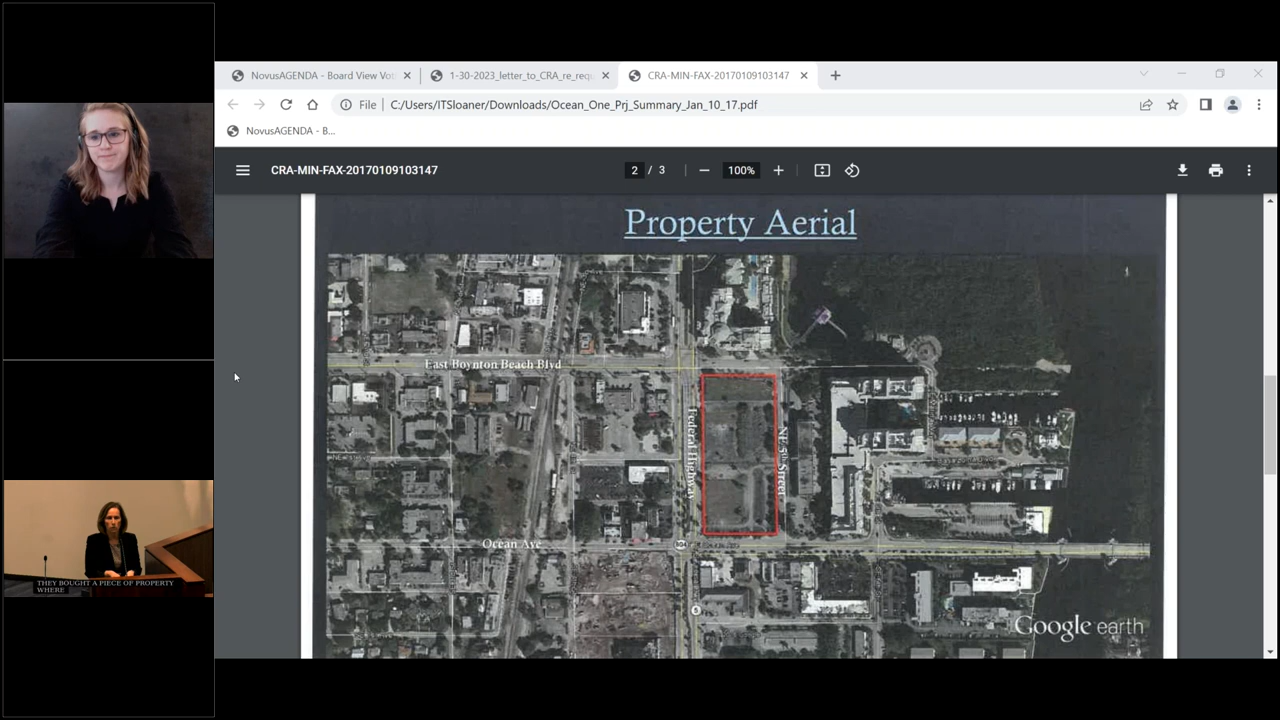 NovusAGENDA - Board View Vot
1-30-2023_letter_to_CRA_re_requ
CRA-MIN-FAX-20170109103147
File
C:/Users/ITSloaner/Downloads/Ocean_One_Prj_Summary_Jan_10_17.pdf
NovusAGENDA - B...
CRA-MIN-FAX-20170109103147
2 / 3
100%
Property Aerial
East Boynton Beach Blvd
Federal Highway
NE 5th Street
Ocean Ave
Google earth
THEY BOUGHT A PIECE OF PROPERTY
WHERE